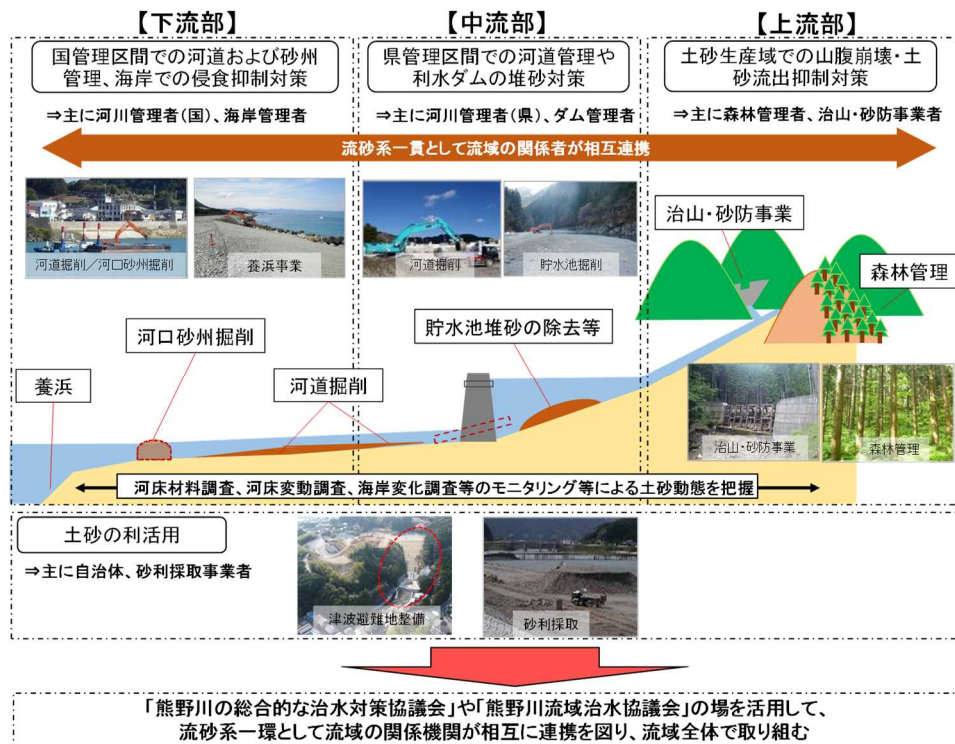 【下流部】
【中流部】
【上流部】
国管理区間での河道および砂州
管理、海岸での侵食抑制対策
⇒主に河川管理者(国)、海岸管理者
県管理区間での河道管理や
利水ダムの堆砂対策
⇒主に河川管理者(県)、ダム管理者
土砂生産域での山腹崩壊・土
砂流出抑制対策
⇒主に森林管理者、治山・砂防事業者
流砂系一貫として流域の関係者が相互連携
河道掘削/河口砂州掘削
養浜事業
河道掘削
貯水池掘削
治山・砂防事業
森林管理
河口砂州掘削
貯水池堆砂の除去等
養浜
河道掘削
治山・砂防事業
森林管理
河床材料調査、河床変動調査、海岸変化調査等のモニタリング等による土砂動態を把握
土砂の利活用
⇒主に自治体、砂利採取事業者
津波避難地整備
砂利採取
「熊野川の総合的な治水対策協議会」や「熊野川流域治水協議会」の場を活用して、
流砂系一環として流域の関係機関が相互に連携を図り、流域全体で取り組む